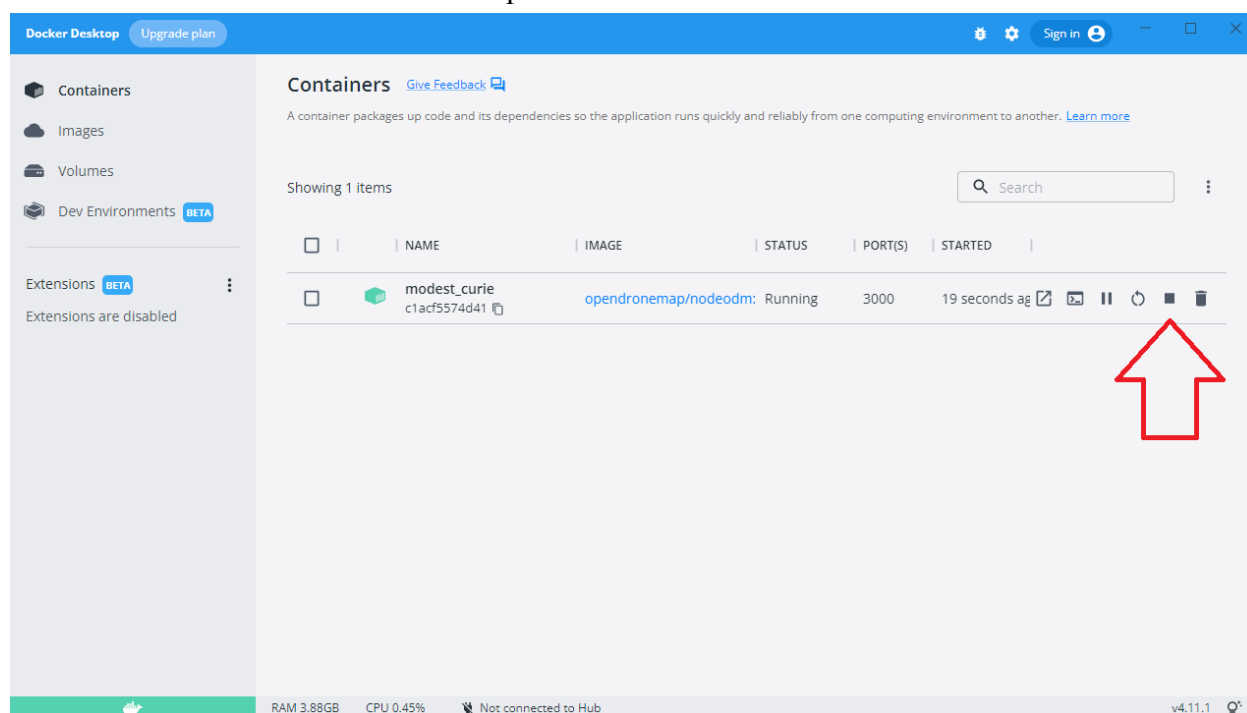 Docker Desktop Upgrade plan Sign in
Containers
Images
Volumes
Dev Environments BETA
Extensions BETA
Extensions are disabled
Containers Give Feedback
A container packages up code and its dependencies so the application runs quickly and reliably from one computing environment to another. Learn more
Showing 1 items
Search
NAME IMAGE STATUS PORT(S) STARTED
modest_curie opendronemap/nodeodm: Running 3000 19 seconds ag
c1acf5574d41
RAM 3.88GB CPU 0.45% Not connected to Hub v4.11.1